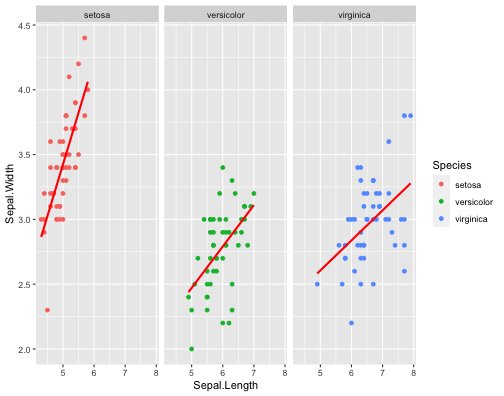 setosa versicolor virginica
4.5
4.0
3.5
3.0
2.5
2.0
Sepal.Width
5 6 7 8 5 6 7 8 5 6 7 8
Sepal.Length
Species
setosa
versicolor
virginica